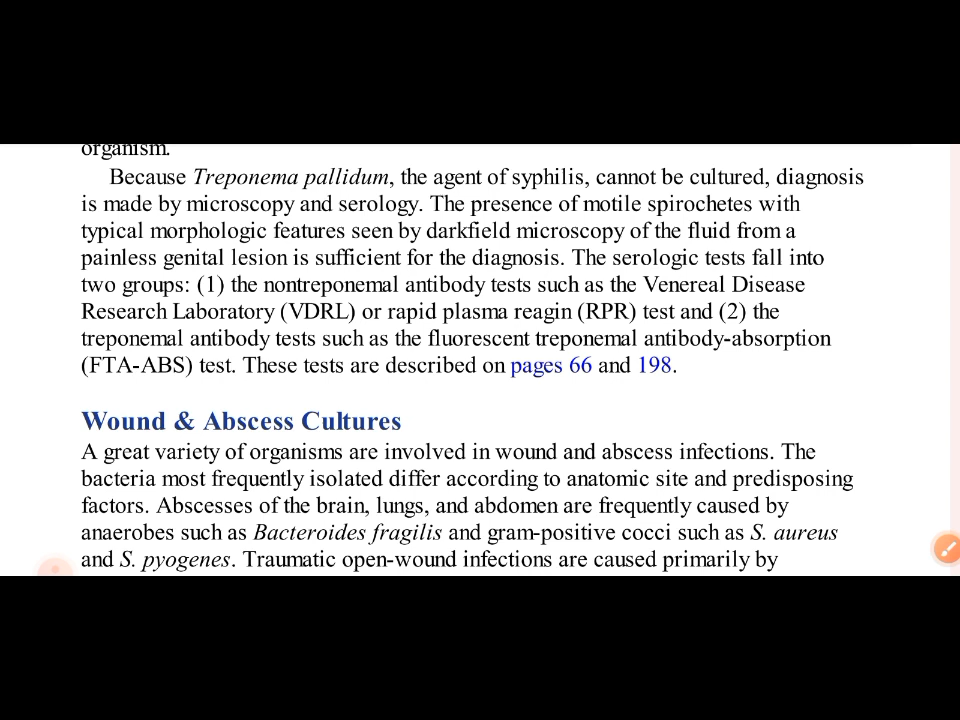 organism.
Because Treponema pallidum, the agent of syphilis, cannot be cultured, diagnosis
is made by microscopy and serology. The presence of motile spirochetes with
typical morphologic features seen by darkfield microscopy of the fluid from a
painless genital lesion is sufficient for the diagnosis. The serologic tests fall into
two groups: (1) the nontreponemal antibody tests such as the Venereal Disease
Research Laboratory (VDRL) or rapid plasma reagin (RPR) test and (2) the
treponemal antibody tests such as the fluorescent treponemal antibody-absorption
(FTA-ABS) test. These tests are described on pages 66 and 198.
Wound & Abscess Cultures
A great variety of organisms are involved in wound and abscess infections. The
bacteria most frequently isolated differ according to anatomic site and predisposing
factors. Abscesses of the brain, lungs, and abdomen are frequently caused by
anaerobes such as Bacteroides fragilis and gram-positive cocci such as S. aureus
and S. pyogenes. Traumatic open-wound infections are caused primarily by